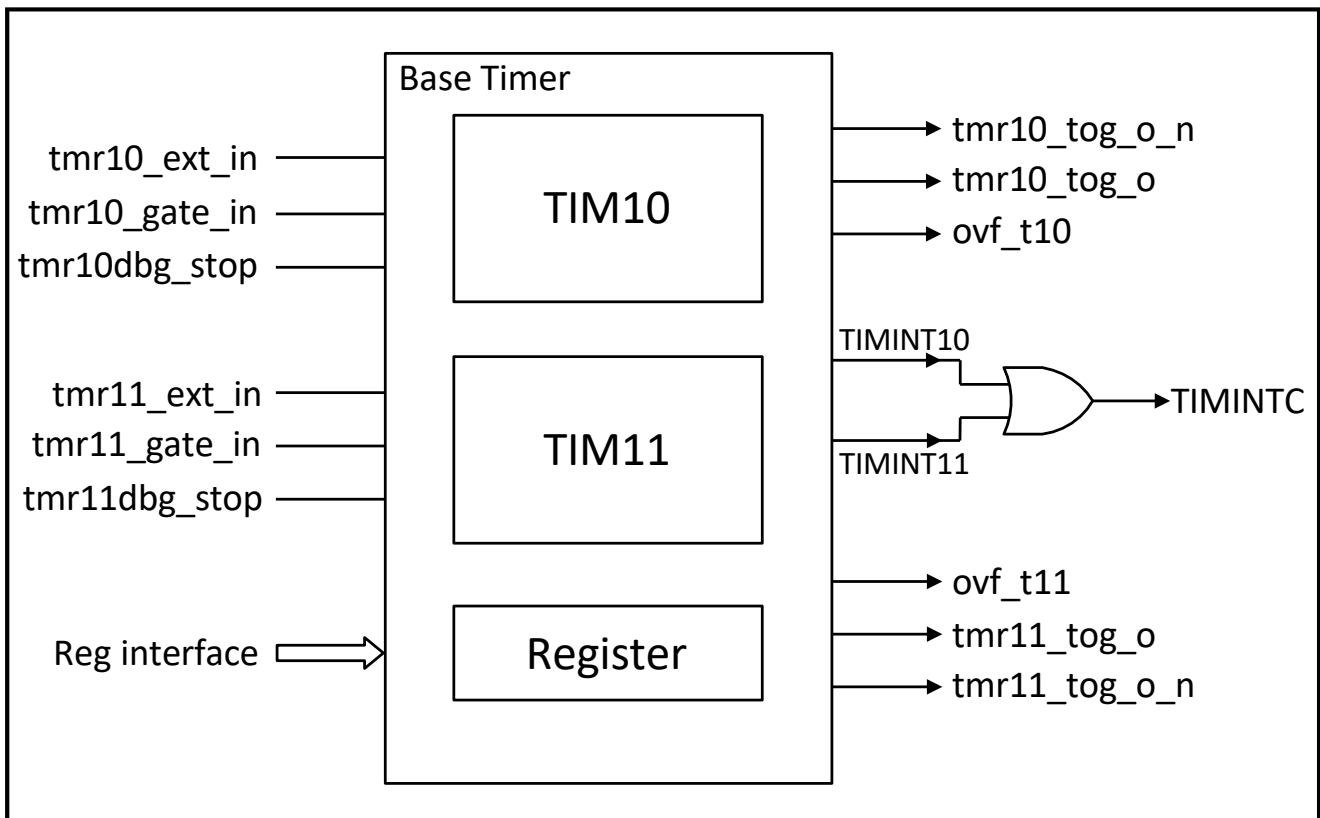 Base Timer
tmr10_ext_in
tmr10_gate_in
tmr10dbg_stop
TIM10
tmr10_tog_o_n
tmr10_tog_o
ovf_t10
TIMINT10
TIMINTC
TIMINT11
tmr11_ext_in
tmr11_gate_in
tmr11dbg_stop
TIM11
ovf_t11
tmr11_tog_o
tmr11_tog_o_n
Reg interface
Register